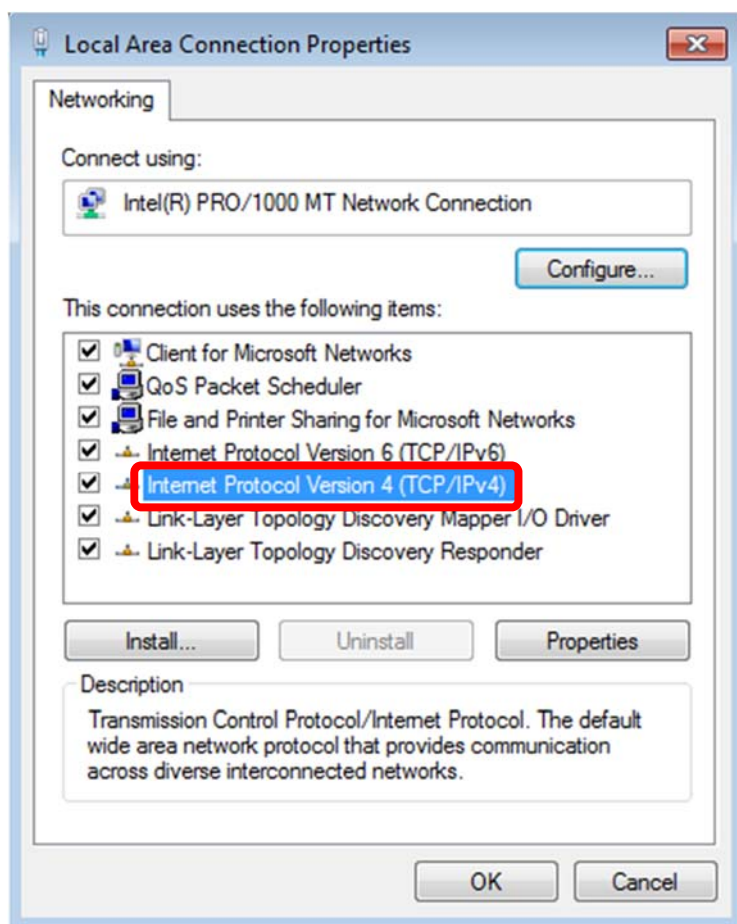 Local Area Connection Properties
Networking
Connect using:
Intel(R) PRO/1000 MT Network Connection
Configure...
This connection uses the following items:
Client for Microsoft Networks
QoS Packet Scheduler
File and Printer Sharing for Microsoft Networks
Internet Protocol Version 6 (TCP/IPv6)
Internet Protocol Version 4 (TCP/IPv4)
Link-Layer Topology Discovery Mapper I/O Driver
Link-Layer Topology Discovery Responder
Install... Uninstall Properties
Description
Transmission Control Protocol/Internet Protocol. The default
wide area network protocol that provides communication
across diverse interconnected networks.
OK Cancel